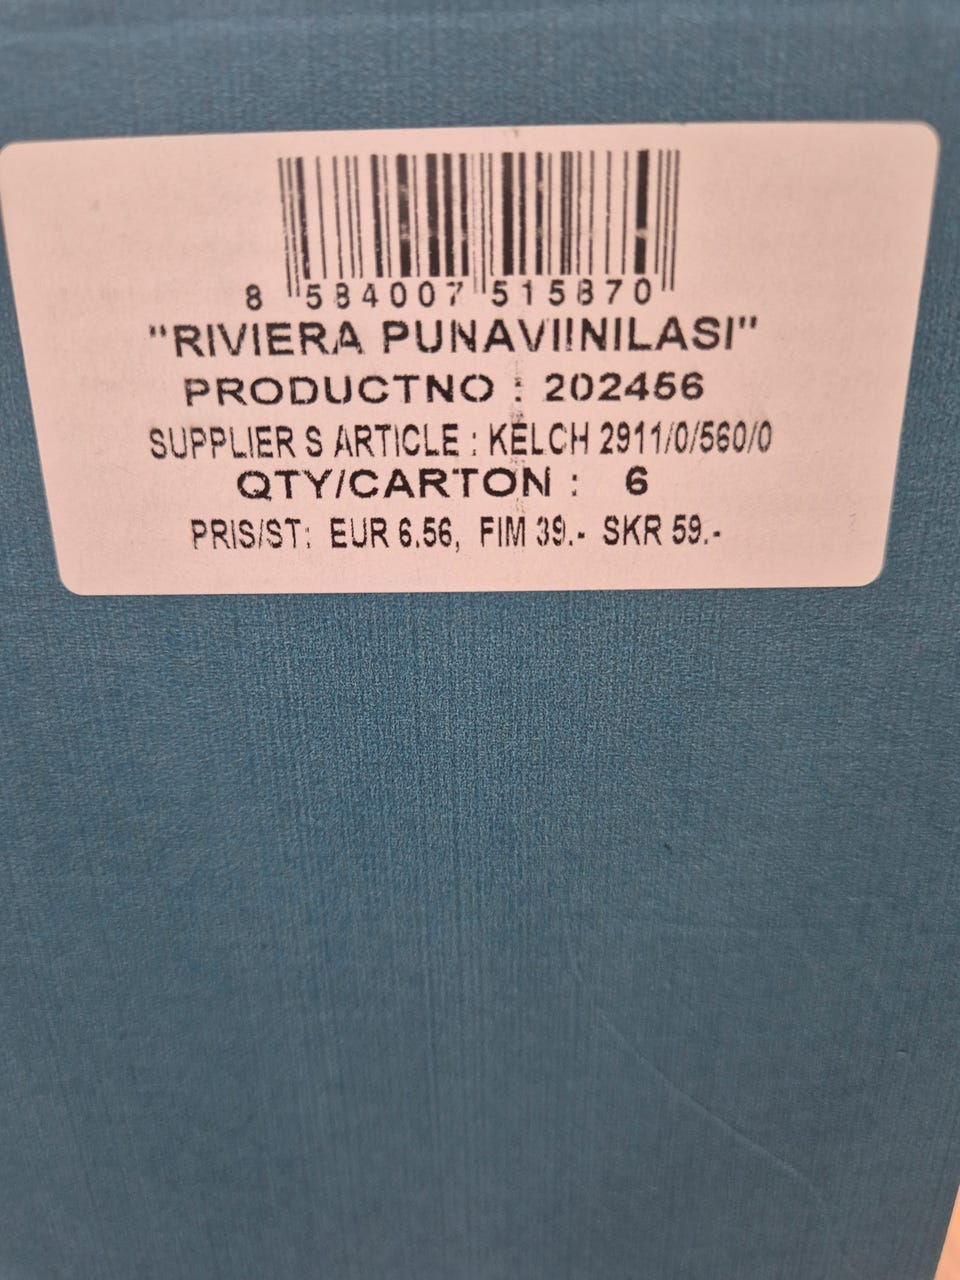 8 584007 515870
"RIVIERA PUNAVIINILASI"
PRODUCTNO : 202456
SUPPLIER S ARTICLE : KELCH 2911/0/560/0
QTY/CARTON : 6
PRIS/ST: EUR 6.56, FIM 39.- SKR 59.-